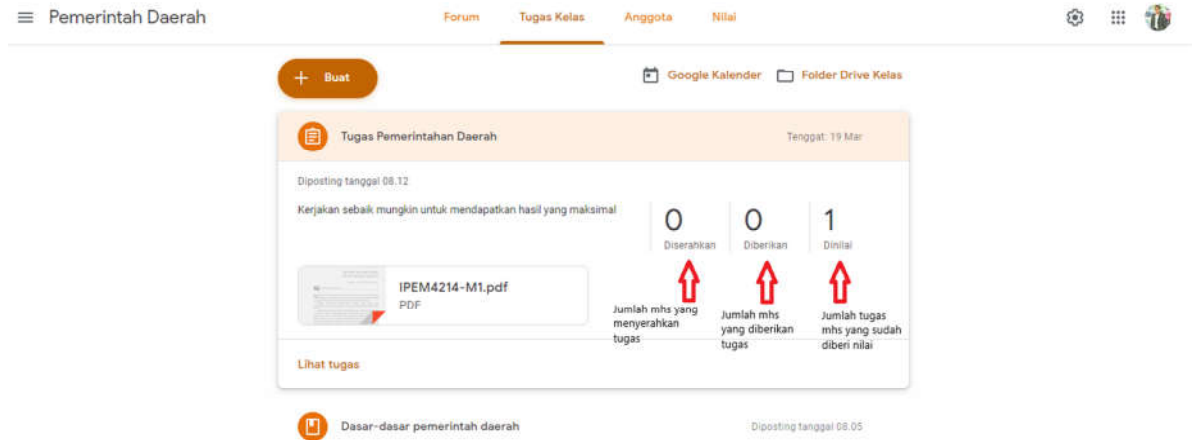 Pemerintah Daerah
Forum Tugas Kelas Anggota Nilai
+ Buat
Google Kalender Folder Drive Kelas
Tugas Pemerintahan Daerah Tenggat: 19 Mar
Diposting tanggal 08.12
Kerjakan sebaik mungkin untuk mendapatkan hasil yang maksimal
0 0 1
Diserahkan Diberikan Dinilai
IPEM4214-M1.pdf
PDF
Jumlah mhs yang
menyerahkan
tugas
Jumlah mhs
yang diberikan
tugas
Jumlah tugas
mhs yang sudah
diberi nilai
Lihat tugas
Dasar-dasar pemerintah daerah Diposting tanggal 08.05